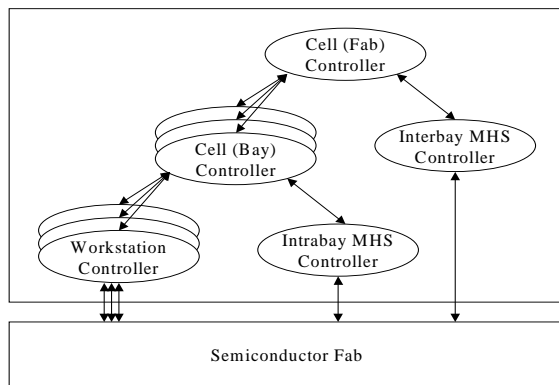 Cell (Fab)
Controller
Interbay MHS
Controller
Cell (Bay)
Controller
Workstation
Controller
Intrabay MHS
Controller
Semiconductor Fab